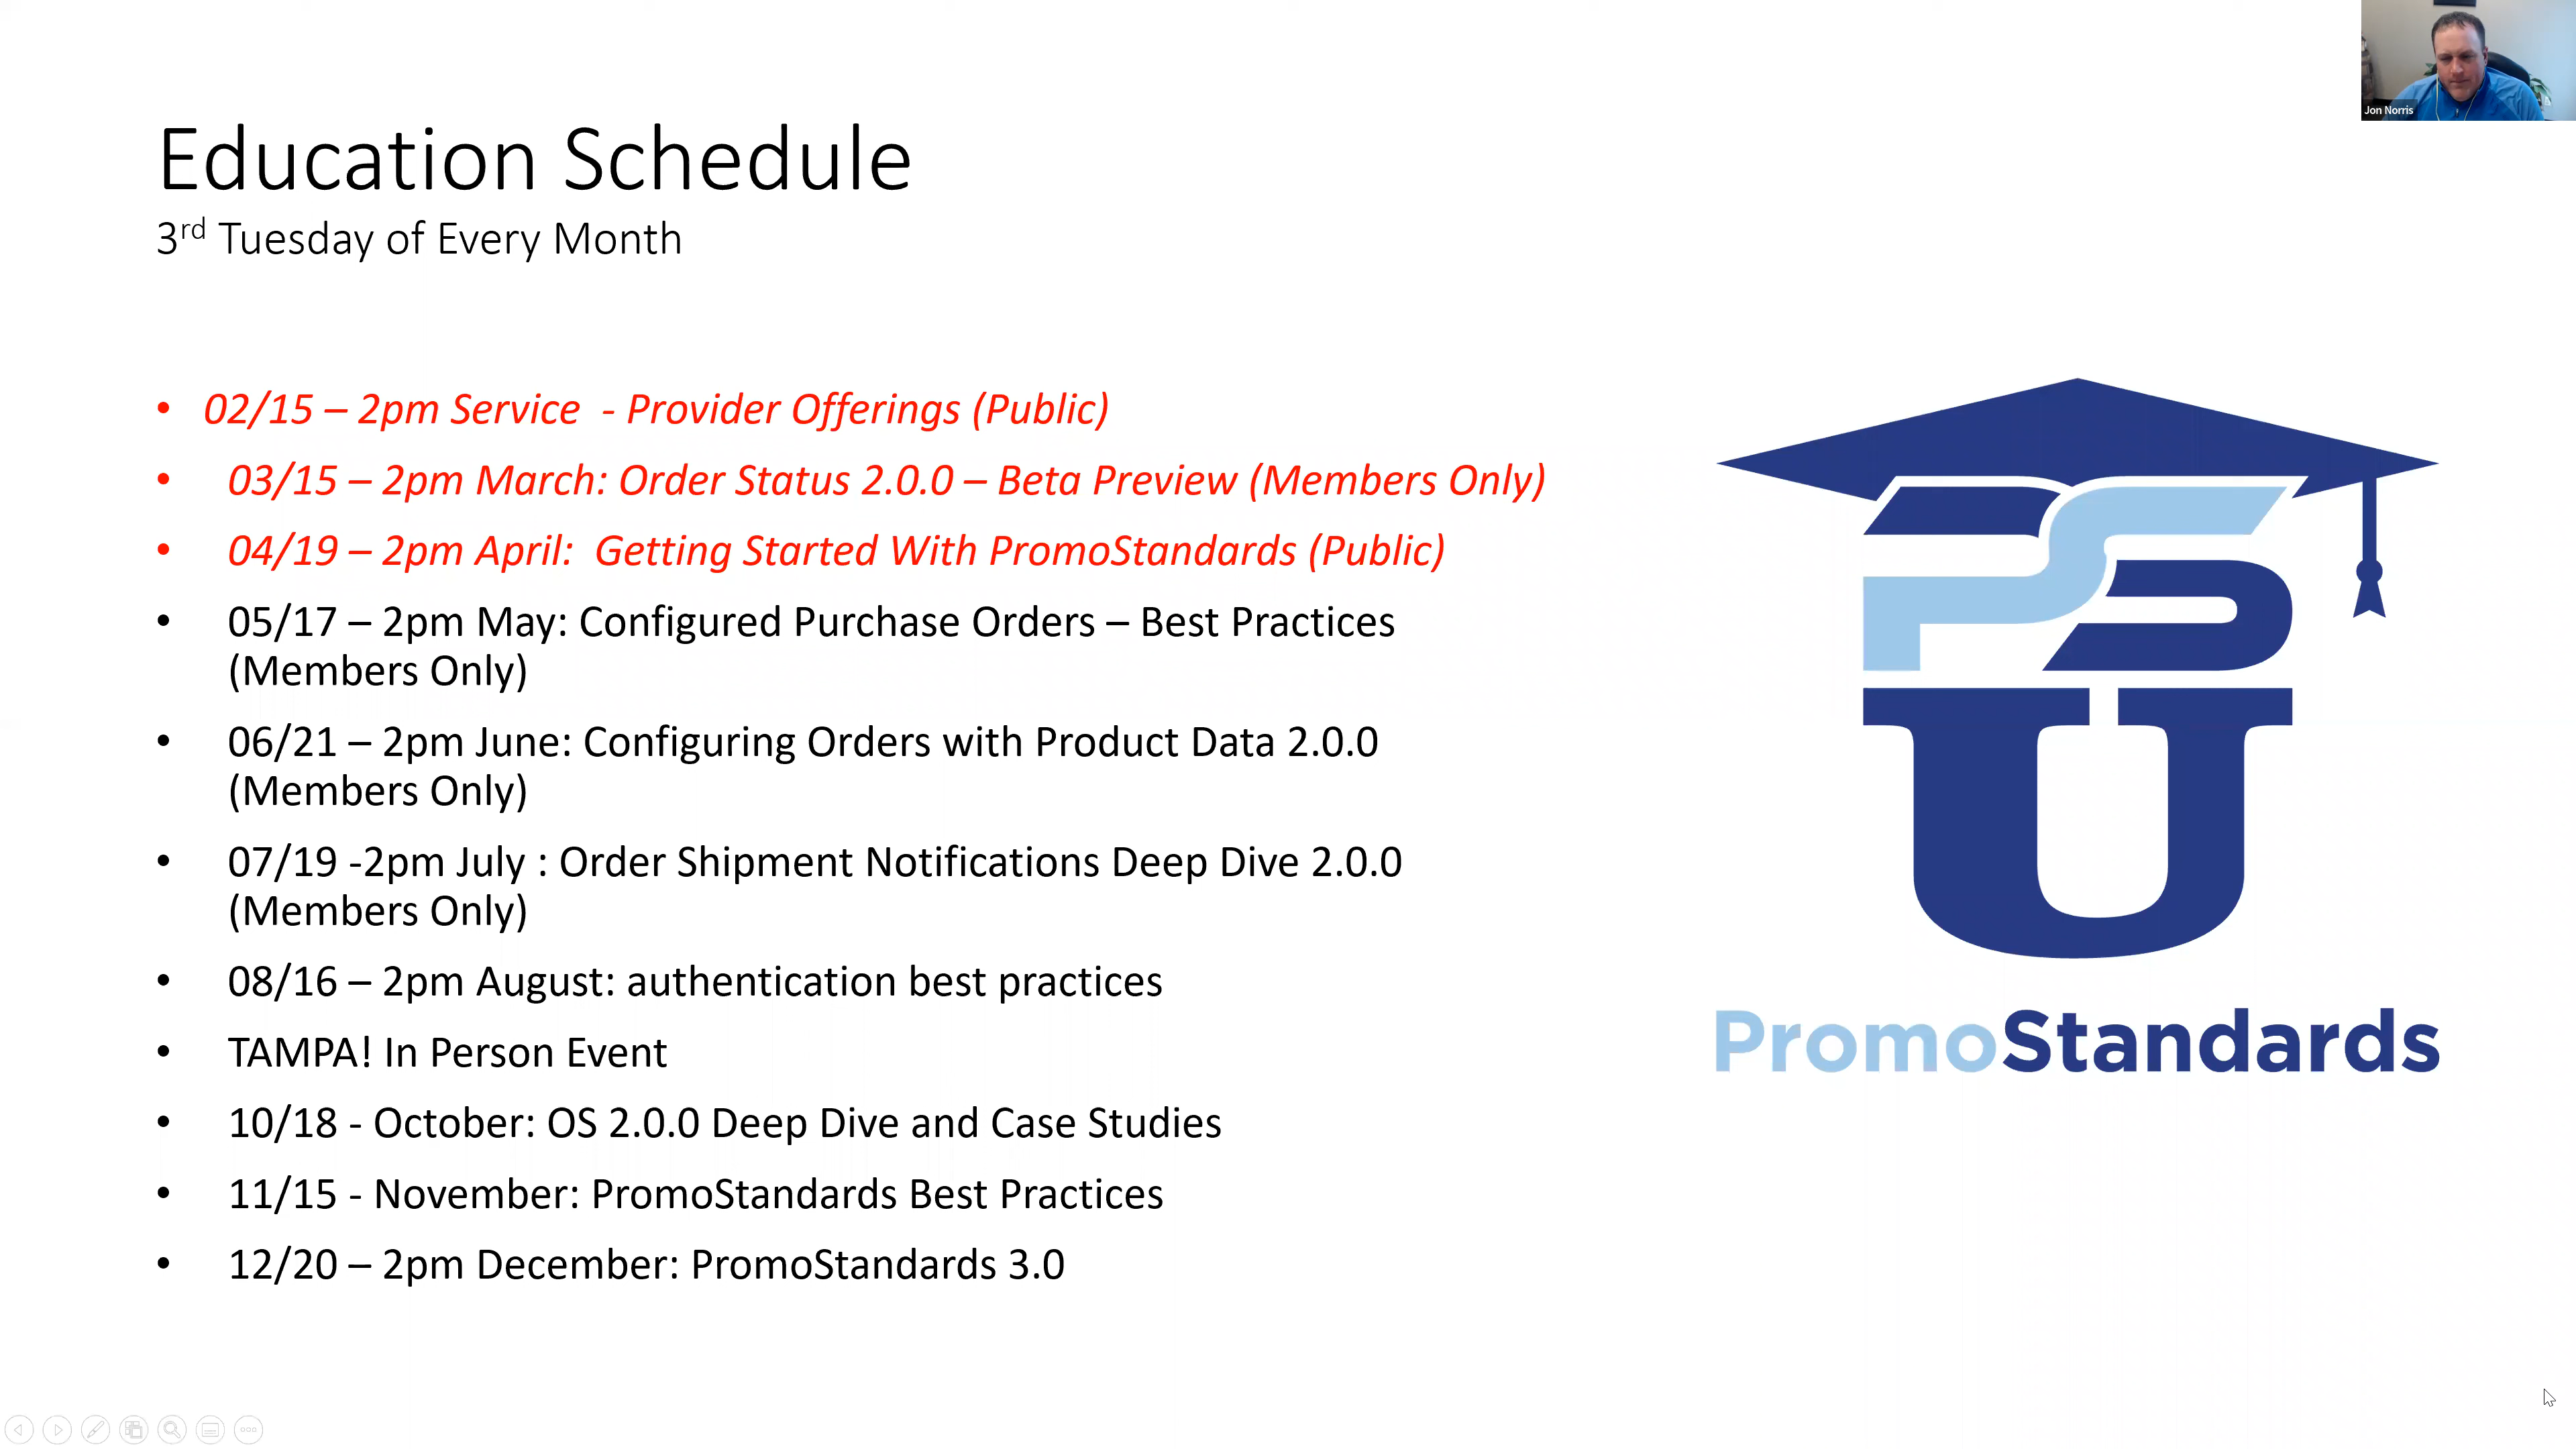 Jon Norris
Education Schedule
3rd Tuesday of Every Month
• 02/15 – 2pm Service  - Provider Offerings (Public)
• 03/15 – 2pm March: Order Status 2.0.0 – Beta Preview (Members Only)
• 04/19 – 2pm April:  Getting Started With PromoStandards (Public)
• 05/17 – 2pm May: Configured Purchase Orders – Best Practices
(Members Only)
• 06/21 – 2pm June: Configuring Orders with Product Data 2.0.0
(Members Only)
• 07/19 -2pm July : Order Shipment Notifications Deep Dive 2.0.0
(Members Only)
• 08/16 – 2pm August: authentication best practices
• TAMPA! In Person Event
• 10/18 - October: OS 2.0.0 Deep Dive and Case Studies
• 11/15 - November: PromoStandards Best Practices
• 12/20 – 2pm December: PromoStandards 3.0
PS
U
PromoStandards